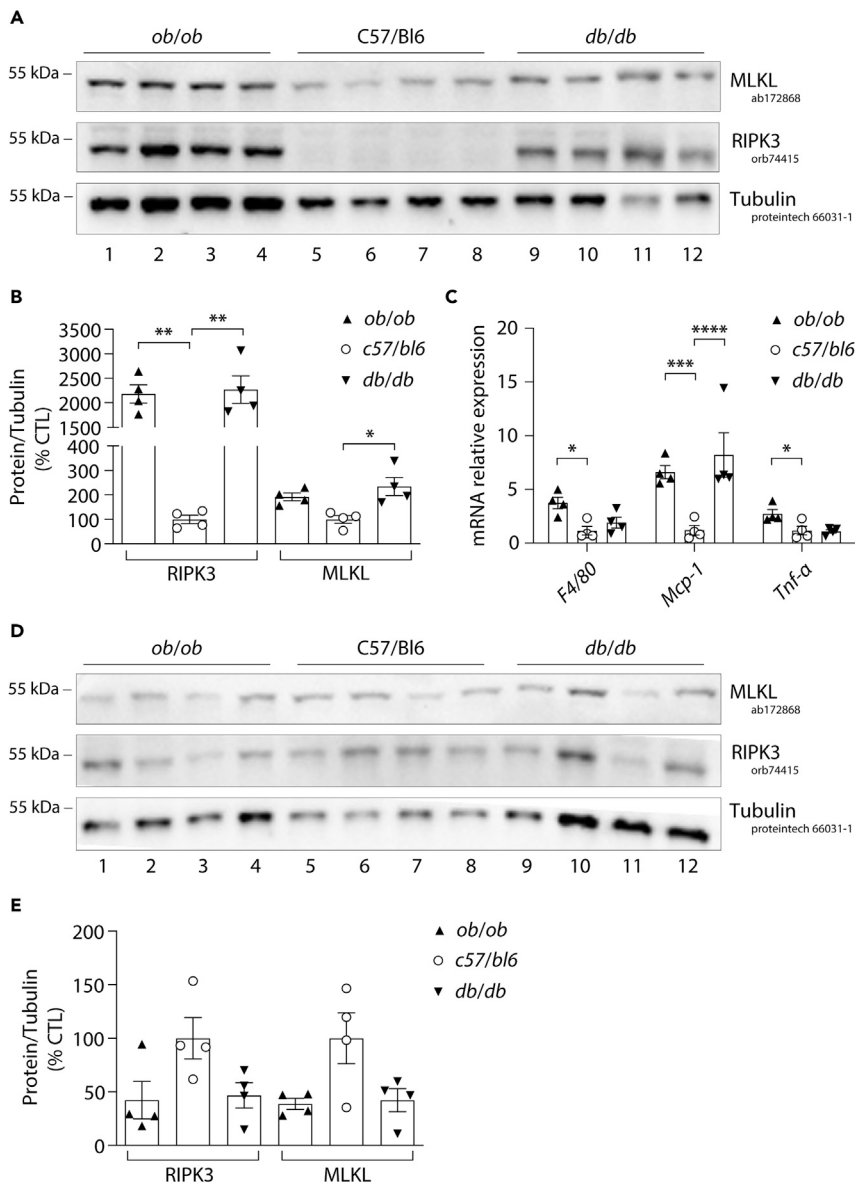 A
ob/ob C57/Bl6 db/db
55 kDa
MLKL
ab172868
55 kDa
RIPK3
orb74415
55 kDa
Tubulin
proteintech 66031-1
1 2 3 4 5 6 7 8 9 10 11 12
B
Protein/Tubulin
(% CTL)
3500
3000
2500
2000
1500
400
300
200
100
0
** **
*
ob/ob
c57/bl6
db/db
RIPK3 MLKL
C
mRNA relative expression
20
15
10
5
0
*
***
****
*
ob/ob
c57/bl6
db/db
F4/80 Mcp-1 Tnf-α
D
ob/ob C57/Bl6 db/db
55 kDa
MLKL
ab172868
55 kDa
RIPK3
orb74415
55 kDa
Tubulin
proteintech 66031-1
1 2 3 4 5 6 7 8 9 10 11 12
E
Protein/Tubulin
(% CTL)
200
150
100
50
0
ob/ob
c57/bl6
db/db
RIPK3 MLKL